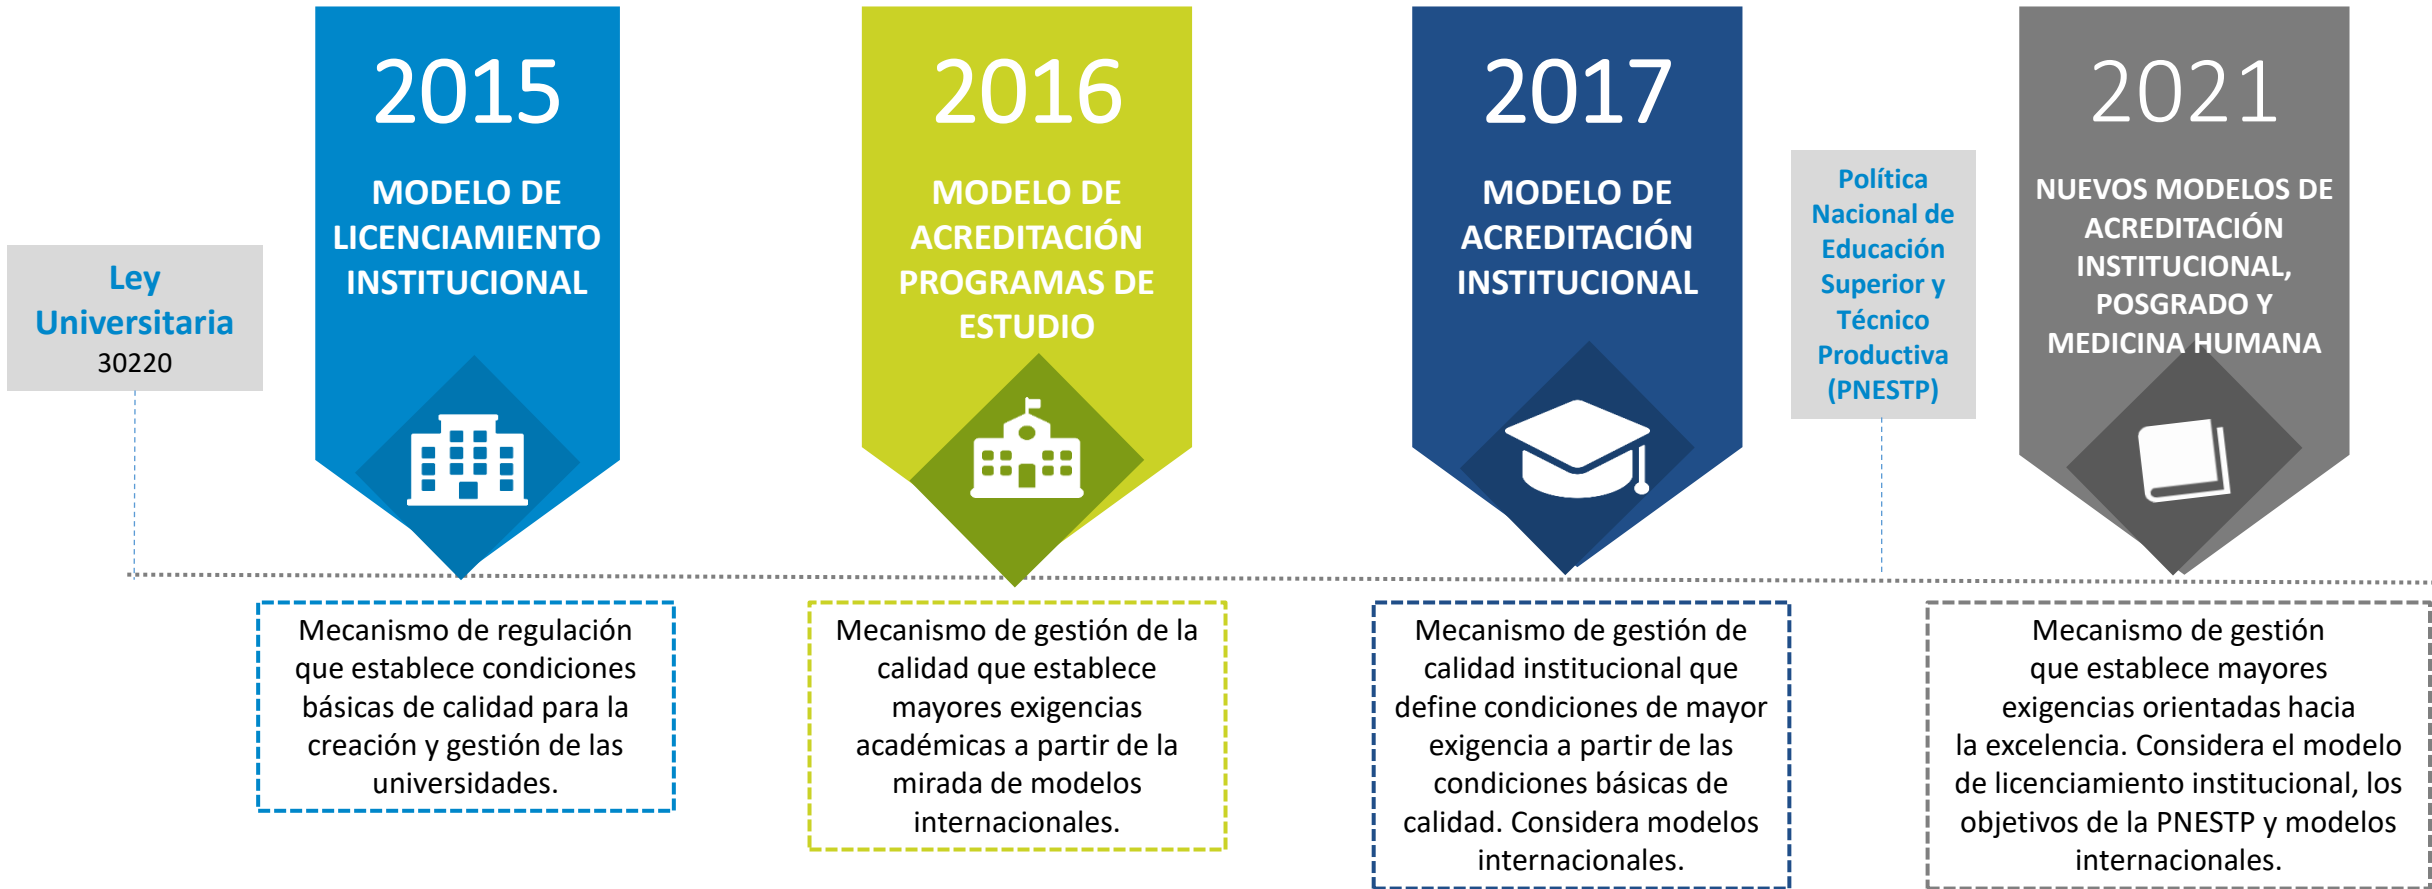 Ley
Universitaria
30220
2015
MODELO DE
LICENCIAMIENTO
INSTITUCIONAL
Mecanismo de regulación
que establece condiciones
básicas de calidad para la
creación y gestión de las
universidades.
2016
MODELO DE
ACREDITACIÓN
PROGRAMAS DE
ESTUDIO
Mecanismo de gestión de la
calidad que establece
mayores exigencias
académicas a partir de la
mirada de modelos
internacionales.
2017
MODELO DE
ACREDITACIÓN
INSTITUCIONAL
Mecanismo de gestión de
calidad institucional que
define condiciones de mayor
exigencia a partir de las
condiciones básicas de
calidad. Considera modelos
internacionales.
Política
Nacional de
Educación
Superior y
Técnico
Productiva
(PNESTP)
2021
NUEVOS MODELOS DE
ACREDITACIÓN
INSTITUCIONAL,
POSGRADO Y
MEDICINA HUMANA
Mecanismo de gestión
que establece mayores
exigencias orientadas hacia
la excelencia. Considera el modelo
de licenciamiento institucional, los
objetivos de la PNESTP y modelos
internacionales.